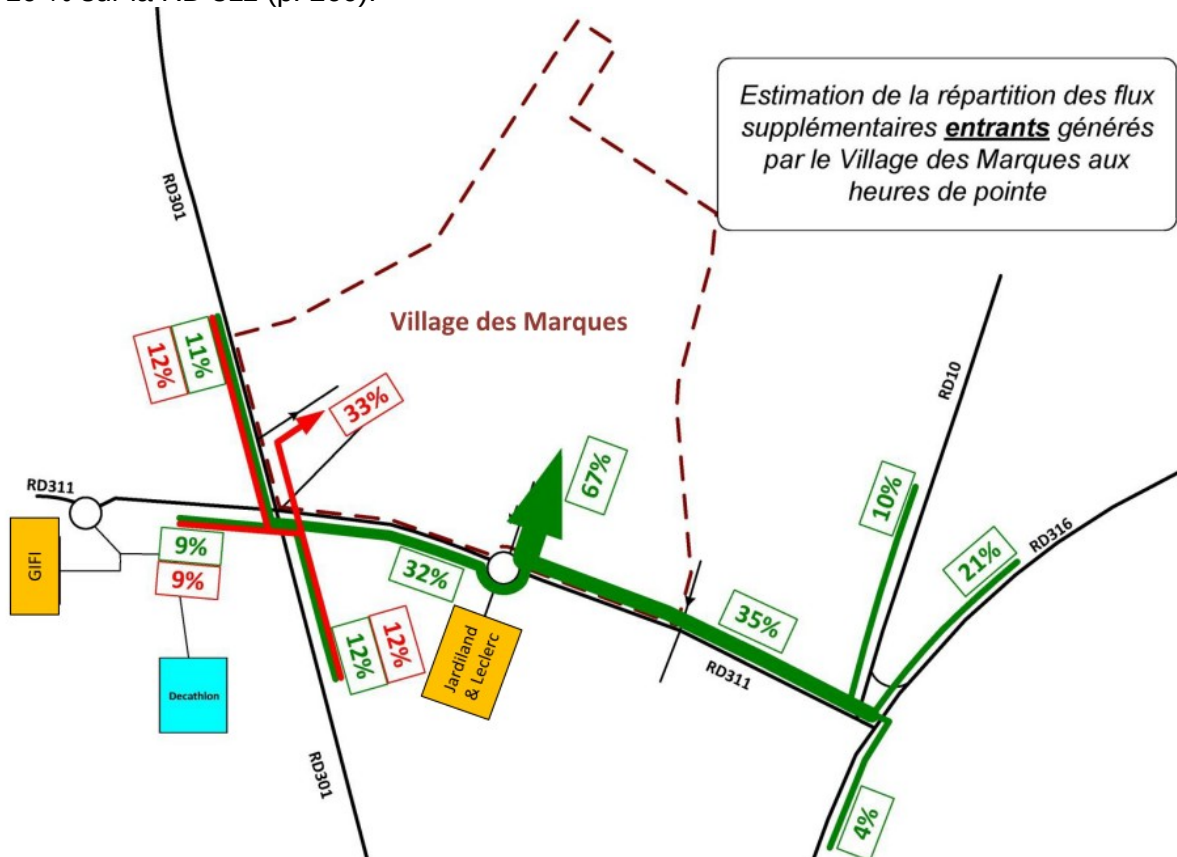 Estimation de la répartition des flux
supplémentaires entrants générés
par le Village des Marques aux
heures de pointe
RD301
Village des Marques
RD10
12%
11%
33%
67%
10%
RD316
21%
RD311
GIFI
9%
9%
32%
35%
RD311
Decathlon
12%
12%
Jardiland
& Leclerc
RD301
4%